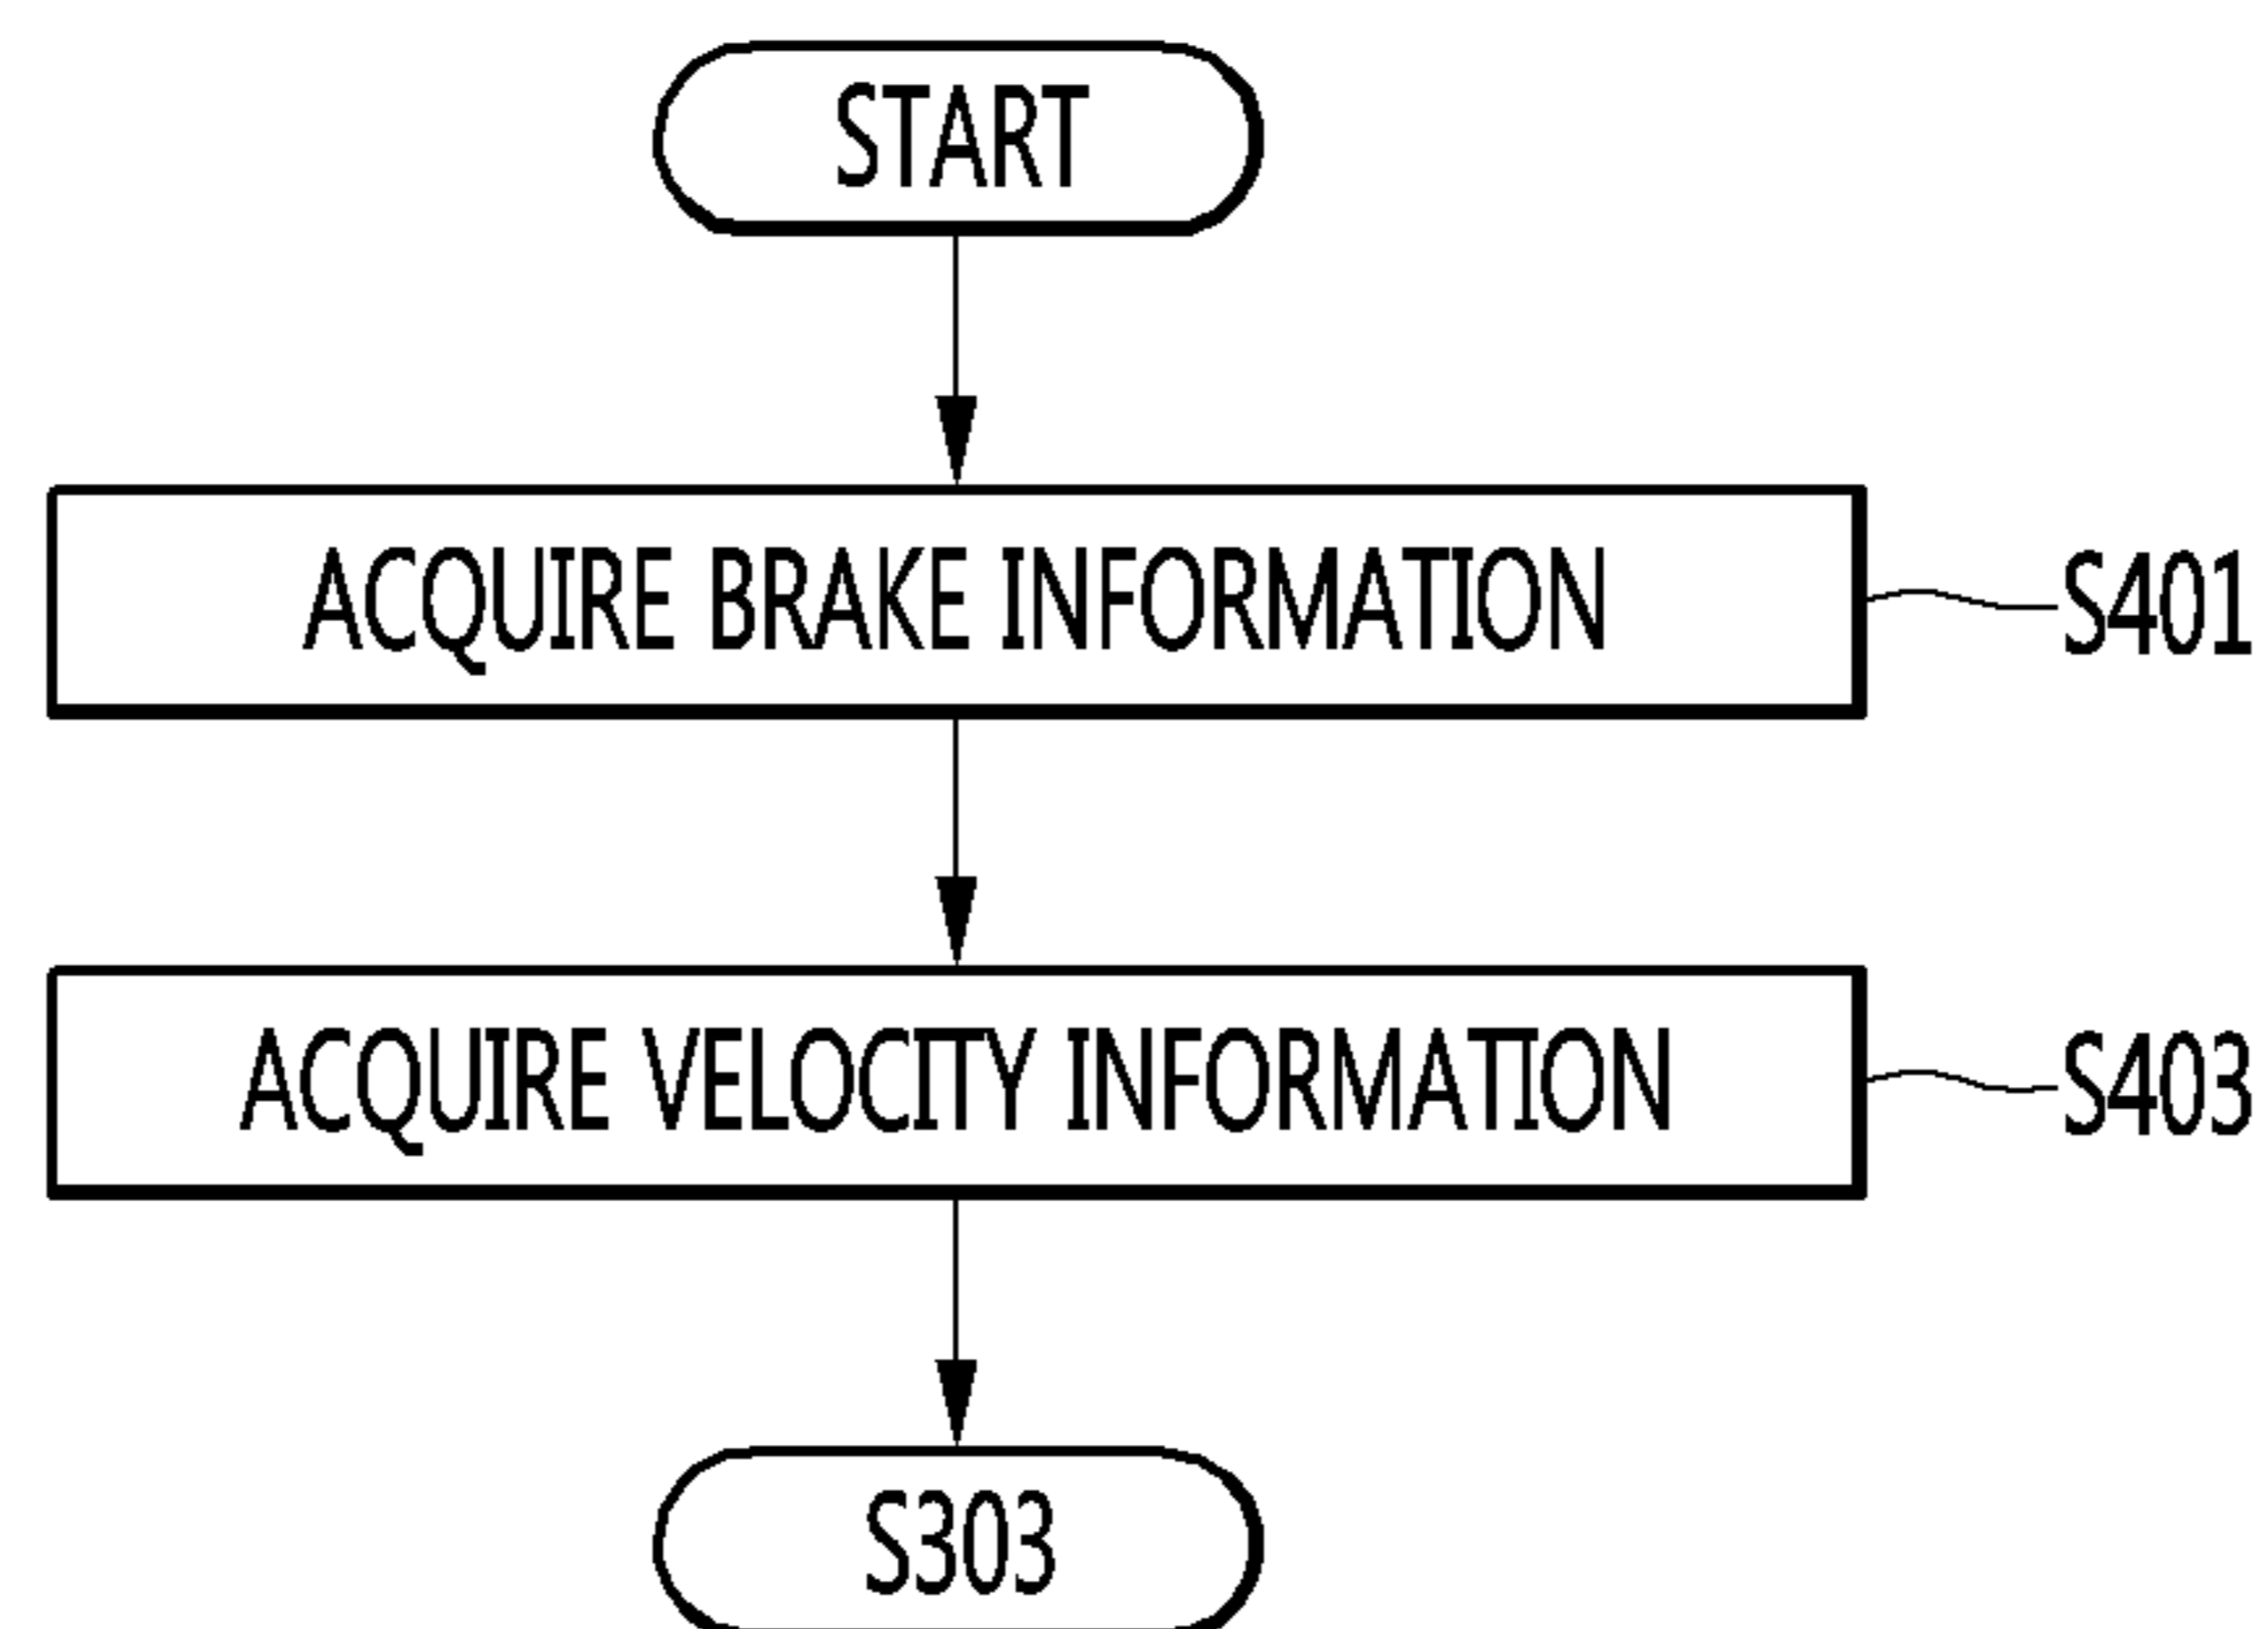 START
ACQUIRE BRAKE INFORMATION
S401
ACQUIRE VELOCITY INFORMATION
S403
S303